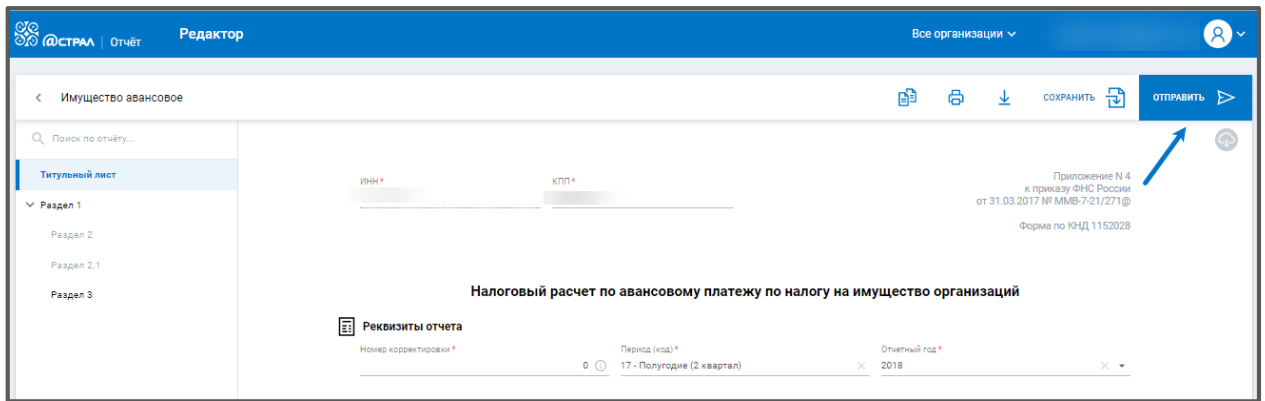 @СТРАЛ | Отчёт
Редактор
Все организации
Имущество авансовое
СОХРАНИТЬ
ОТПРАВИТЬ
Поиск по отчёту...
Титульный лист
Раздел 1
Раздел 2
Раздел 2.1
Раздел 3
ИНН *
КПП *
Приложение N 4
к приказу ФНС России
от 31.03.2017 № ММВ-7-21/271@
Форма по КНД 1152028
Налоговый расчет по авансовому платежу по налогу на имущество организаций
Реквизиты отчета
Номер корректировки *
Период (код) *
Отчетный год *
0
17 - Полугодие (2 квартал)
2018